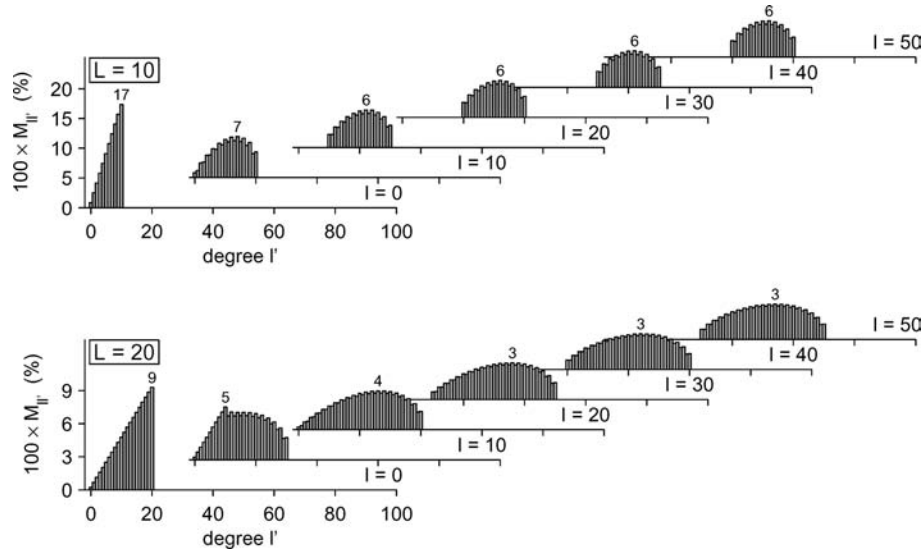 6
6
l = 50
L = 10
6
l = 40
20
17
6
l = 30
15
7
l = 20
10
l = 10
5
l = 0
0
100 × M_ll' (%)
0 20 40 60 80 100
degree l'
3
3
l = 50
L = 20
3
l = 40
9
9
5
4
l = 30
6
l = 20
3
l = 10
l = 0
0
100 × M_ll' (%)
0 20 40 60 80 100
degree l'